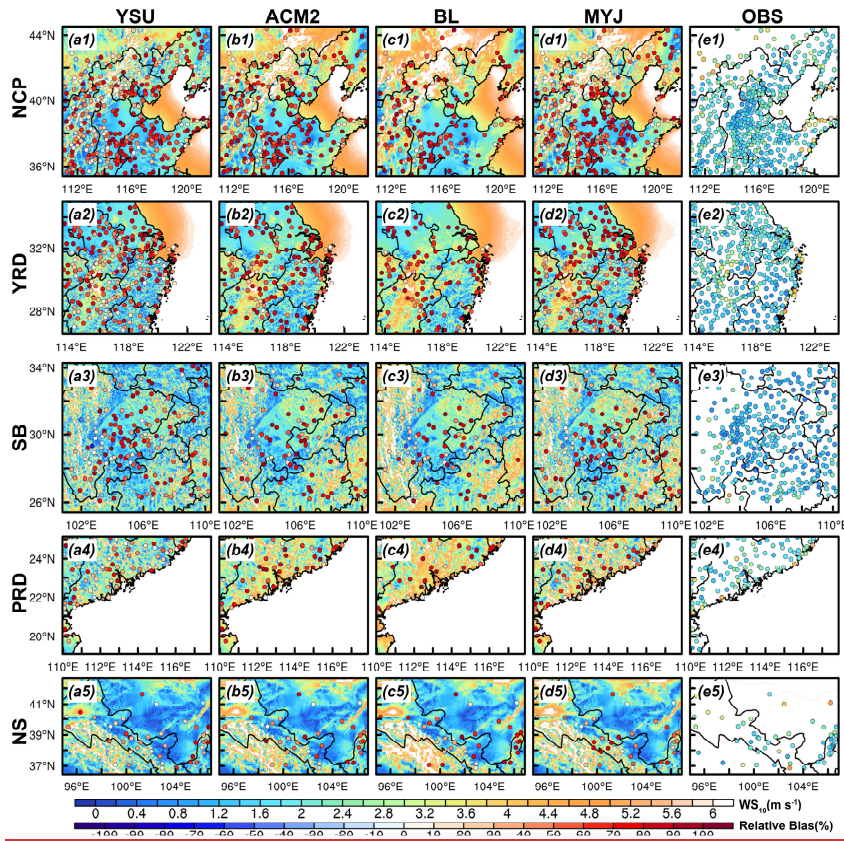 YSU ACM2 BL MYJ OBS
NCP
44°N
40°N
36°N
(a1) (b1) (c1) (d1) (e1)
112°E 116°E 120°E 112°E 116°E 120°E 112°E 116°E 120°E 112°E 116°E 120°E 112°E 116°E 120°E
YRD
32°N
28°N
(a2) (b2) (c2) (d2) (e2)
114°E 118°E 122°E 114°E 118°E 122°E 114°E 118°E 122°E 114°E 118°E 122°E 114°E 118°E 122°E
SB
34°N
30°N
26°N
(a3) (b3) (c3) (d3) (e3)
102°E 106°E 110°E 102°E 106°E 110°E 102°E 106°E 110°E 102°E 106°E 110°E 102°E 106°E 110°E
PRD
24°N
22°N
20°N
(a4) (b4) (c4) (d4) (e4)
110°E 112°E 114°E 116°E 110°E 112°E 114°E 116°E 110°E 112°E 114°E 116°E 110°E 112°E 114°E 116°E 110°E 112°E 114°E 116°E
NS
41°N
39°N
37°N
(a5) (b5) (c5) (d5) (e5)
96°E 100°E 104°E 96°E 100°E 104°E 96°E 100°E 104°E 96°E 100°E 104°E 96°E 100°E 104°E
WS10(m s-1)
0 0.4 0.8 1.2 1.6 2 2.4 2.8 3.2 3.6 4 4.4 4.8 5.2 5.6 6
Relative Bias(%)
-100 -90 -80 -70 -60 -50 -40 -30 -20 -10 0 10 20 30 40 50 60 70 80 90 100